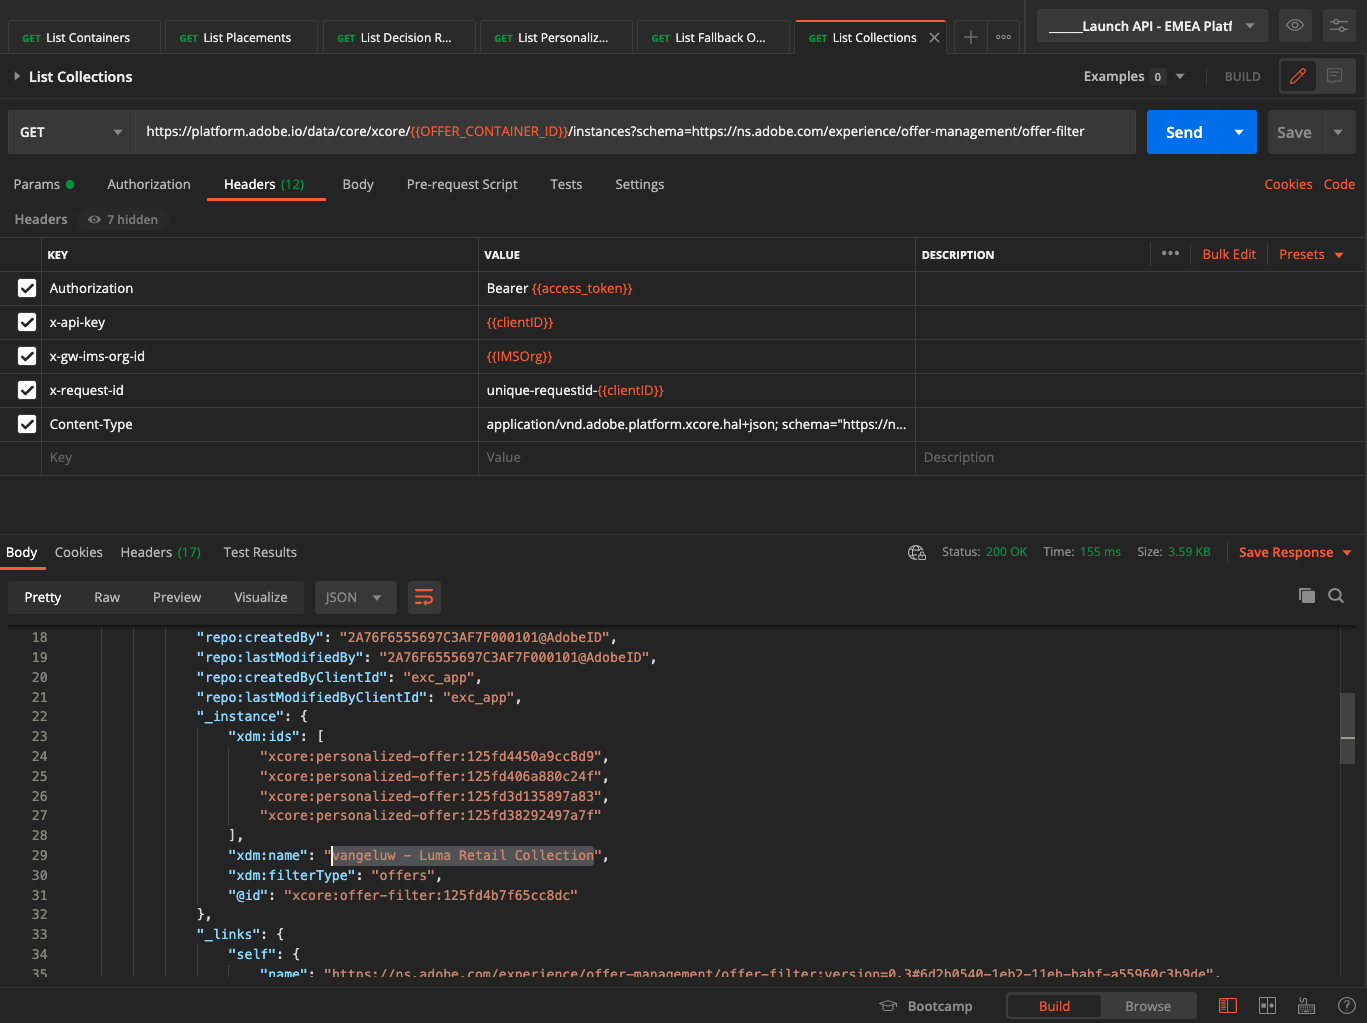 GET List Containers
GET List Placements
GET List Decision R...
GET List Personaliz...
GET List Fallback O...
GET List Collections
_____Launch API - EMEA Platf
List Collections
Examples 0
BUILD
GET
https://platform.adobe.io/data/core/xcore/{{OFFER_CONTAINER_ID}}/instances?schema=https://ns.adobe.com/experience/offer-management/offer-filter
Send
Save
Params Authorization Headers (12) Body Pre-request Script Tests Settings
Cookies Code
Headers 7 hidden
KEY VALUE DESCRIPTION ••• Bulk Edit Presets
Authorization Bearer {{access_token}}
x-api-key {{clientID}}
x-gw-ims-org-id {{IMSOrg}}
x-request-id unique-requestid-{{clientID}}
Content-Type application/vnd.adobe.platform.xcore.hal+json; schema="https://n...
Key Value Description
Body Cookies Headers (17) Test Results
Status: 200 OK Time: 155 ms Size: 3.59 KB Save Response
Pretty Raw Preview Visualize JSON
18 "repo:createdBy": "2A76F6555697C3AF7F000101@AdobeID",
19 "repo:lastModifiedBy": "2A76F6555697C3AF7F000101@AdobeID",
20 "repo:createdByClientId": "exc_app",
21 "repo:lastModifiedByClientId": "exc_app",
22 "_instance": {
23 "xdm:ids": [
24 "xcore:personalized-offer:125fd4450a9cc8d9",
25 "xcore:personalized-offer:125fd406a880c24f",
26 "xcore:personalized-offer:125fd3d135897a83",
27 "xcore:personalized-offer:125fd38292497a7f"
28 ],
29 "xdm:name": "vangeluw - Luma Retail Collection",
30 "xdm:filterType": "offers",
31 "@id": "xcore:offer-filter:125fd4b7f65cc8dc"
32 },
33 "_links": {
34 "self": {
35 "name": "https://ns.adobe.com/experience/offer-management/offer-filter;version=0.3#6d2b0540-1eb2-11eb-babf-a55960c3b9de",
Bootcamp Build Browse